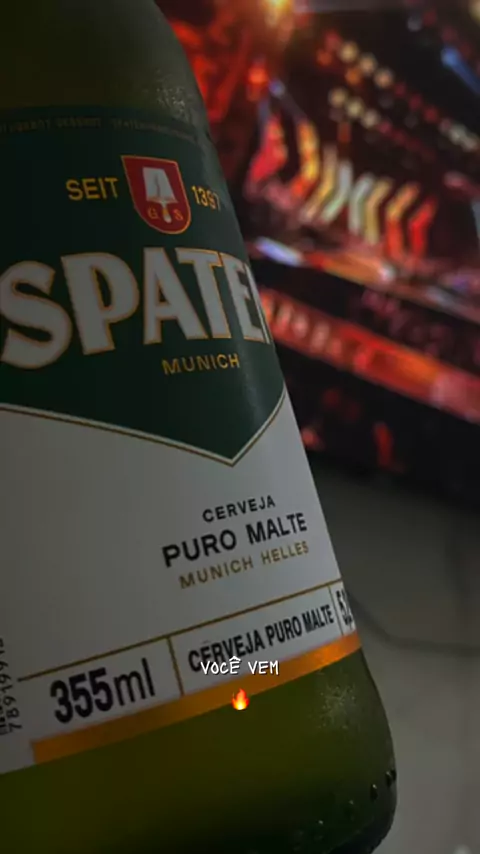 SEIT 1397
G S
SPATEN
MUNICH
CERVEJA
PURO MALTE
MUNICH HELLES
355ml
CERVEJA PURO MALTE
VOCÊ VEM
🔥